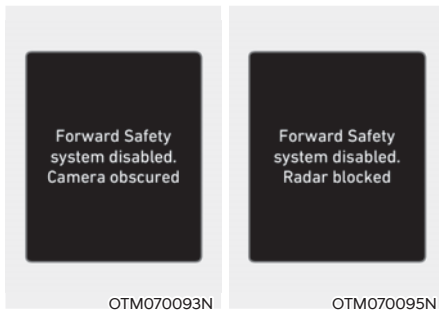 Forward Safety
system disabled.
Camera obscured
OTM070093N
Forward Safety
system disabled.
Radar blocked
OTM070095N